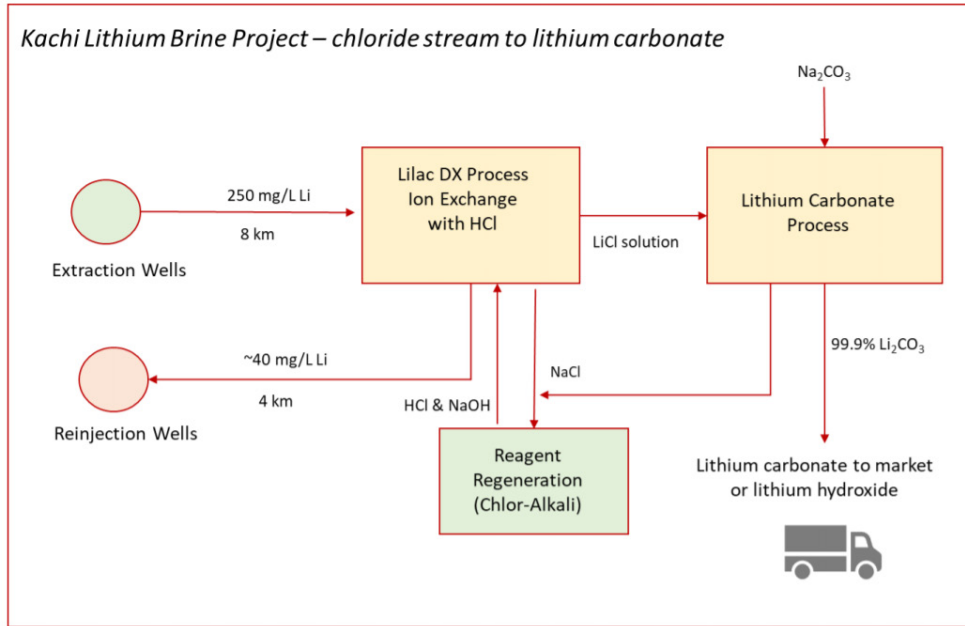 Kachi Lithium Brine Project – chloride stream to lithium carbonate
Na₂CO₃
250 mg/L Li
8 km
Extraction Wells
Lilac DX Process
Ion Exchange
with HCl
LiCl solution
Lithium Carbonate
Process
~40 mg/L Li
4 km
Reinjection Wells
HCl & NaOH
NaCl
99.9% Li₂CO₃
Reagent
Regeneration
(Chlor-Alkali)
Lithium carbonate to market
or lithium hydroxide